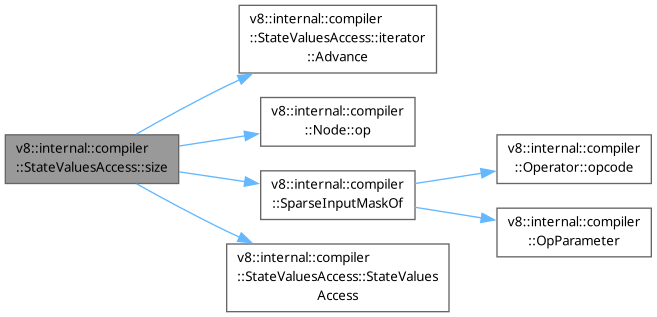 v8::internal::compiler
::StateValuesAccess::iterator
::Advance
v8::internal::compiler
::Node::op
v8::internal::compiler
::StateValuesAccess::size
v8::internal::compiler
::SparseInputMaskOf
v8::internal::compiler
::Operator::opcode
v8::internal::compiler
::OpParameter
v8::internal::compiler
::StateValuesAccess::StateValues
Access